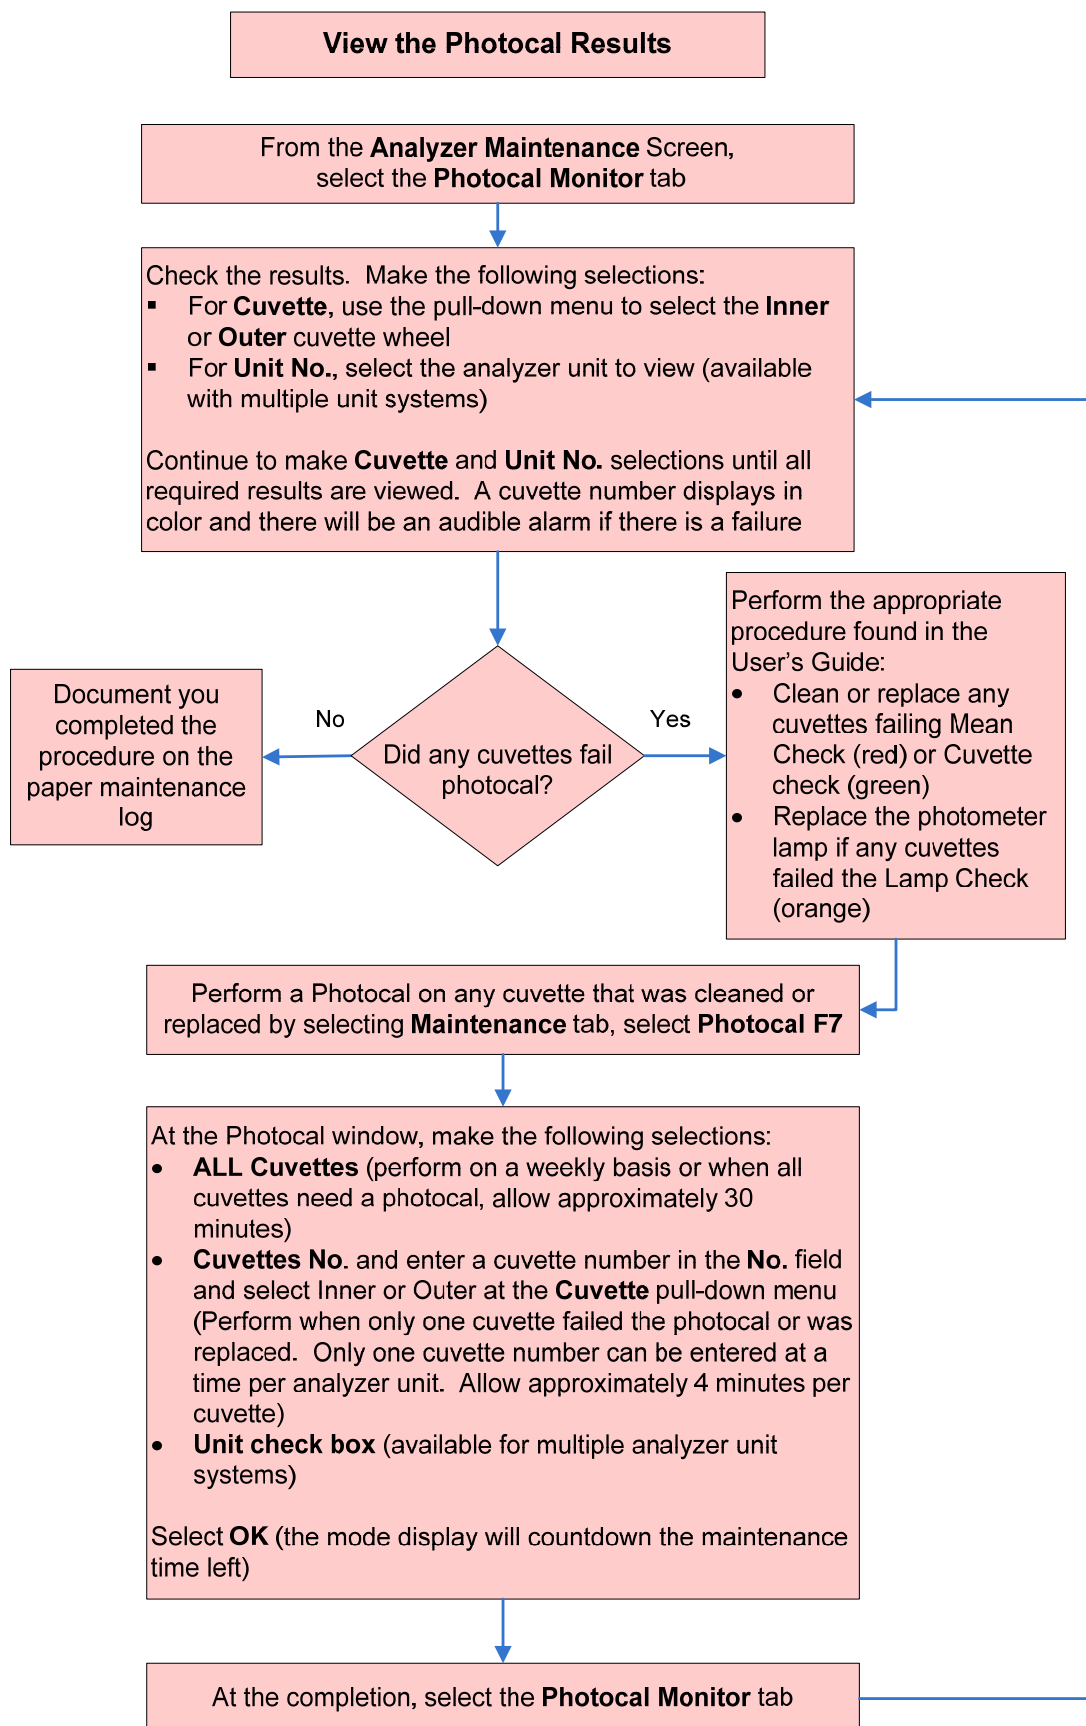 View the Photocal Results
From the Analyzer Maintenance Screen,
select the Photocal Monitor tab
Check the results.  Make the following selections:
▪ For Cuvette, use the pull-down menu to select the Inner
or Outer cuvette wheel
▪ For Unit No., select the analyzer unit to view (available
with multiple unit systems)
Continue to make Cuvette and Unit No. selections until all
required results are viewed.  A cuvette number displays in
color and there will be an audible alarm if there is a failure
Did any cuvettes fail
photocal?
No
Document you
completed the
procedure on the
paper maintenance
log
Yes
Perform the appropriate
procedure found in the
User’s Guide:
• Clean or replace any
cuvettes failing Mean
Check (red) or Cuvette
check (green)
• Replace the photometer
lamp if any cuvettes
failed the Lamp Check
(orange)
Perform a Photocal on any cuvette that was cleaned or
replaced by selecting Maintenance tab, select Photocal F7
At the Photocal window, make the following selections:
• ALL Cuvettes (perform on a weekly basis or when all
cuvettes need a photocal, allow approximately 30
minutes)
• Cuvettes No. and enter a cuvette number in the No. field
and select Inner or Outer at the Cuvette pull-down menu
(Perform when only one cuvette failed the photocal or was
replaced.  Only one cuvette number can be entered at a
time per analyzer unit.  Allow approximately 4 minutes per
cuvette)
• Unit check box (available for multiple analyzer unit
systems)
Select OK (the mode display will countdown the maintenance
time left)
At the completion, select the Photocal Monitor tab